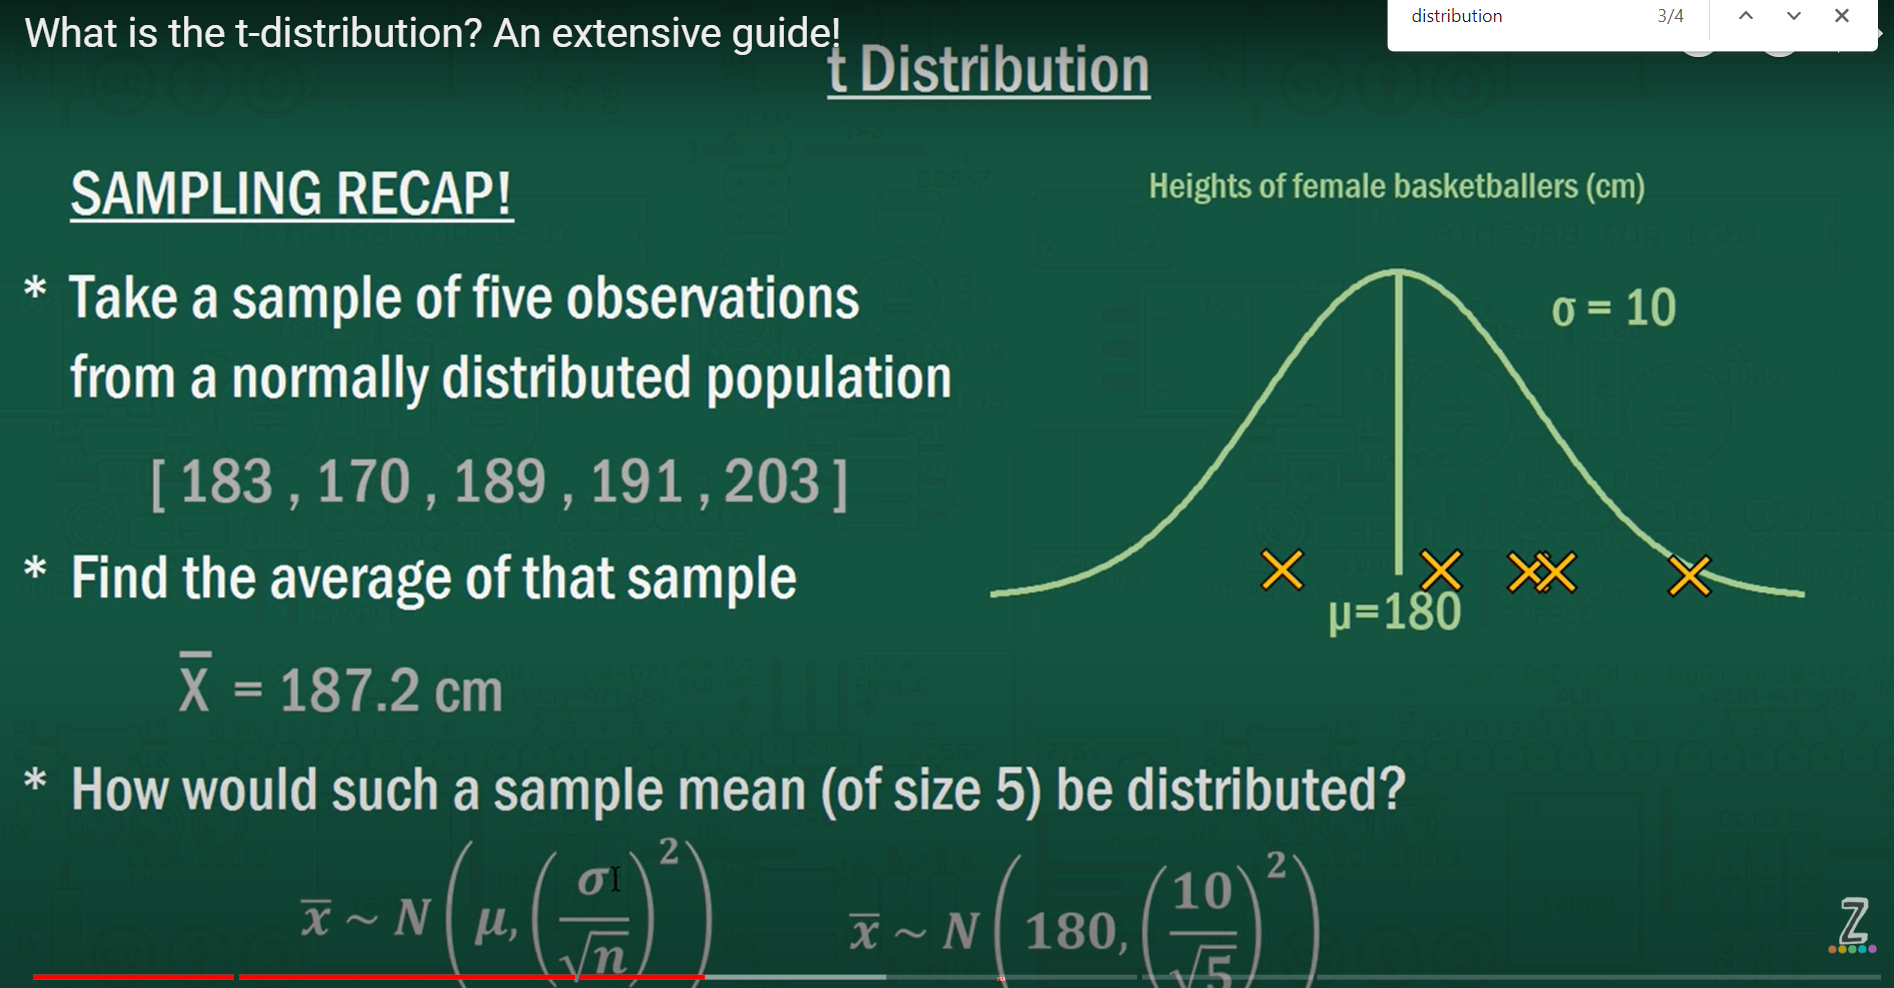 What is the t-distribution? An extensive guide!
distribution 3/4
t Distribution
SAMPLING RECAP!
Heights of female basketballers (cm)
* Take a sample of five observations
from a normally distributed population
σ = 10
[ 183 , 170 , 189 , 191 , 203 ]
* Find the average of that sample
μ=180
X̅ = 187.2 cm
* How would such a sample mean (of size 5) be distributed?
x̅ ~ N(μ, (σ/√n)²) x̅ ~ N(180, (10/√5)²)
Z